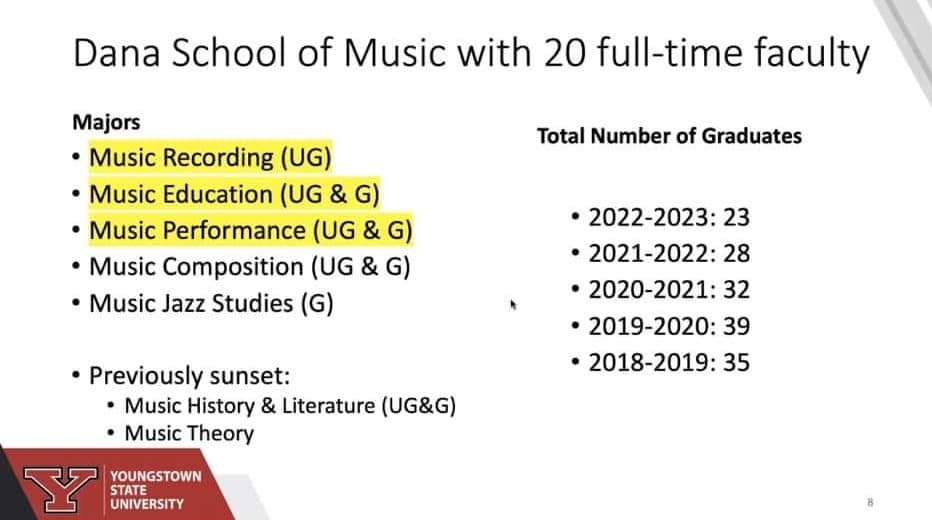 Dana School of Music with 20 full-time faculty
Majors
• Music Recording (UG)
• Music Education (UG & G)
• Music Performance (UG & G)
• Music Composition (UG & G)
• Music Jazz Studies (G)
• Previously sunset:
• Music History & Literature (UG&G)
• Music Theory
Total Number of Graduates
• 2022-2023: 23
• 2021-2022: 28
• 2020-2021: 32
• 2019-2020: 39
• 2018-2019: 35
Y
YOUNGSTOWN
STATE
UNIVERSITY
8